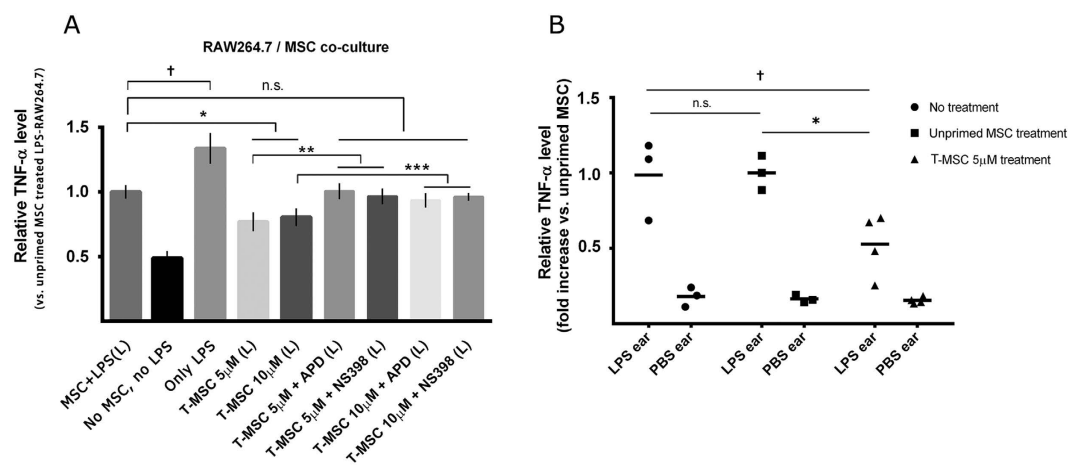 A
RAW264.7 / MSC co-culture
Relative TNF-α level
(vs. unprimed MSC treated LPS-RAW264.7)
†
n.s.
*
**
***
1.5
1.0
0.5
MSC+LPS(L)
No MSC, no LPS
Only LPS
T-MSC 5μM (L)
T-MSC 10μM (L)
T-MSC 5μM + APD (L)
T-MSC 5μM + NS398 (L)
T-MSC 10μM + APD (L)
T-MSC 10μM + NS398 (L)
B
Relative TNF-α level
(fold increase vs. unprimed MSC)
†
n.s.
*
1.5
1.0
0.5
0.0
LPS ear
PBS ear
LPS ear
PBS ear
LPS ear
PBS ear
No treatment
Unprimed MSC treatment
T-MSC 5μM treatment